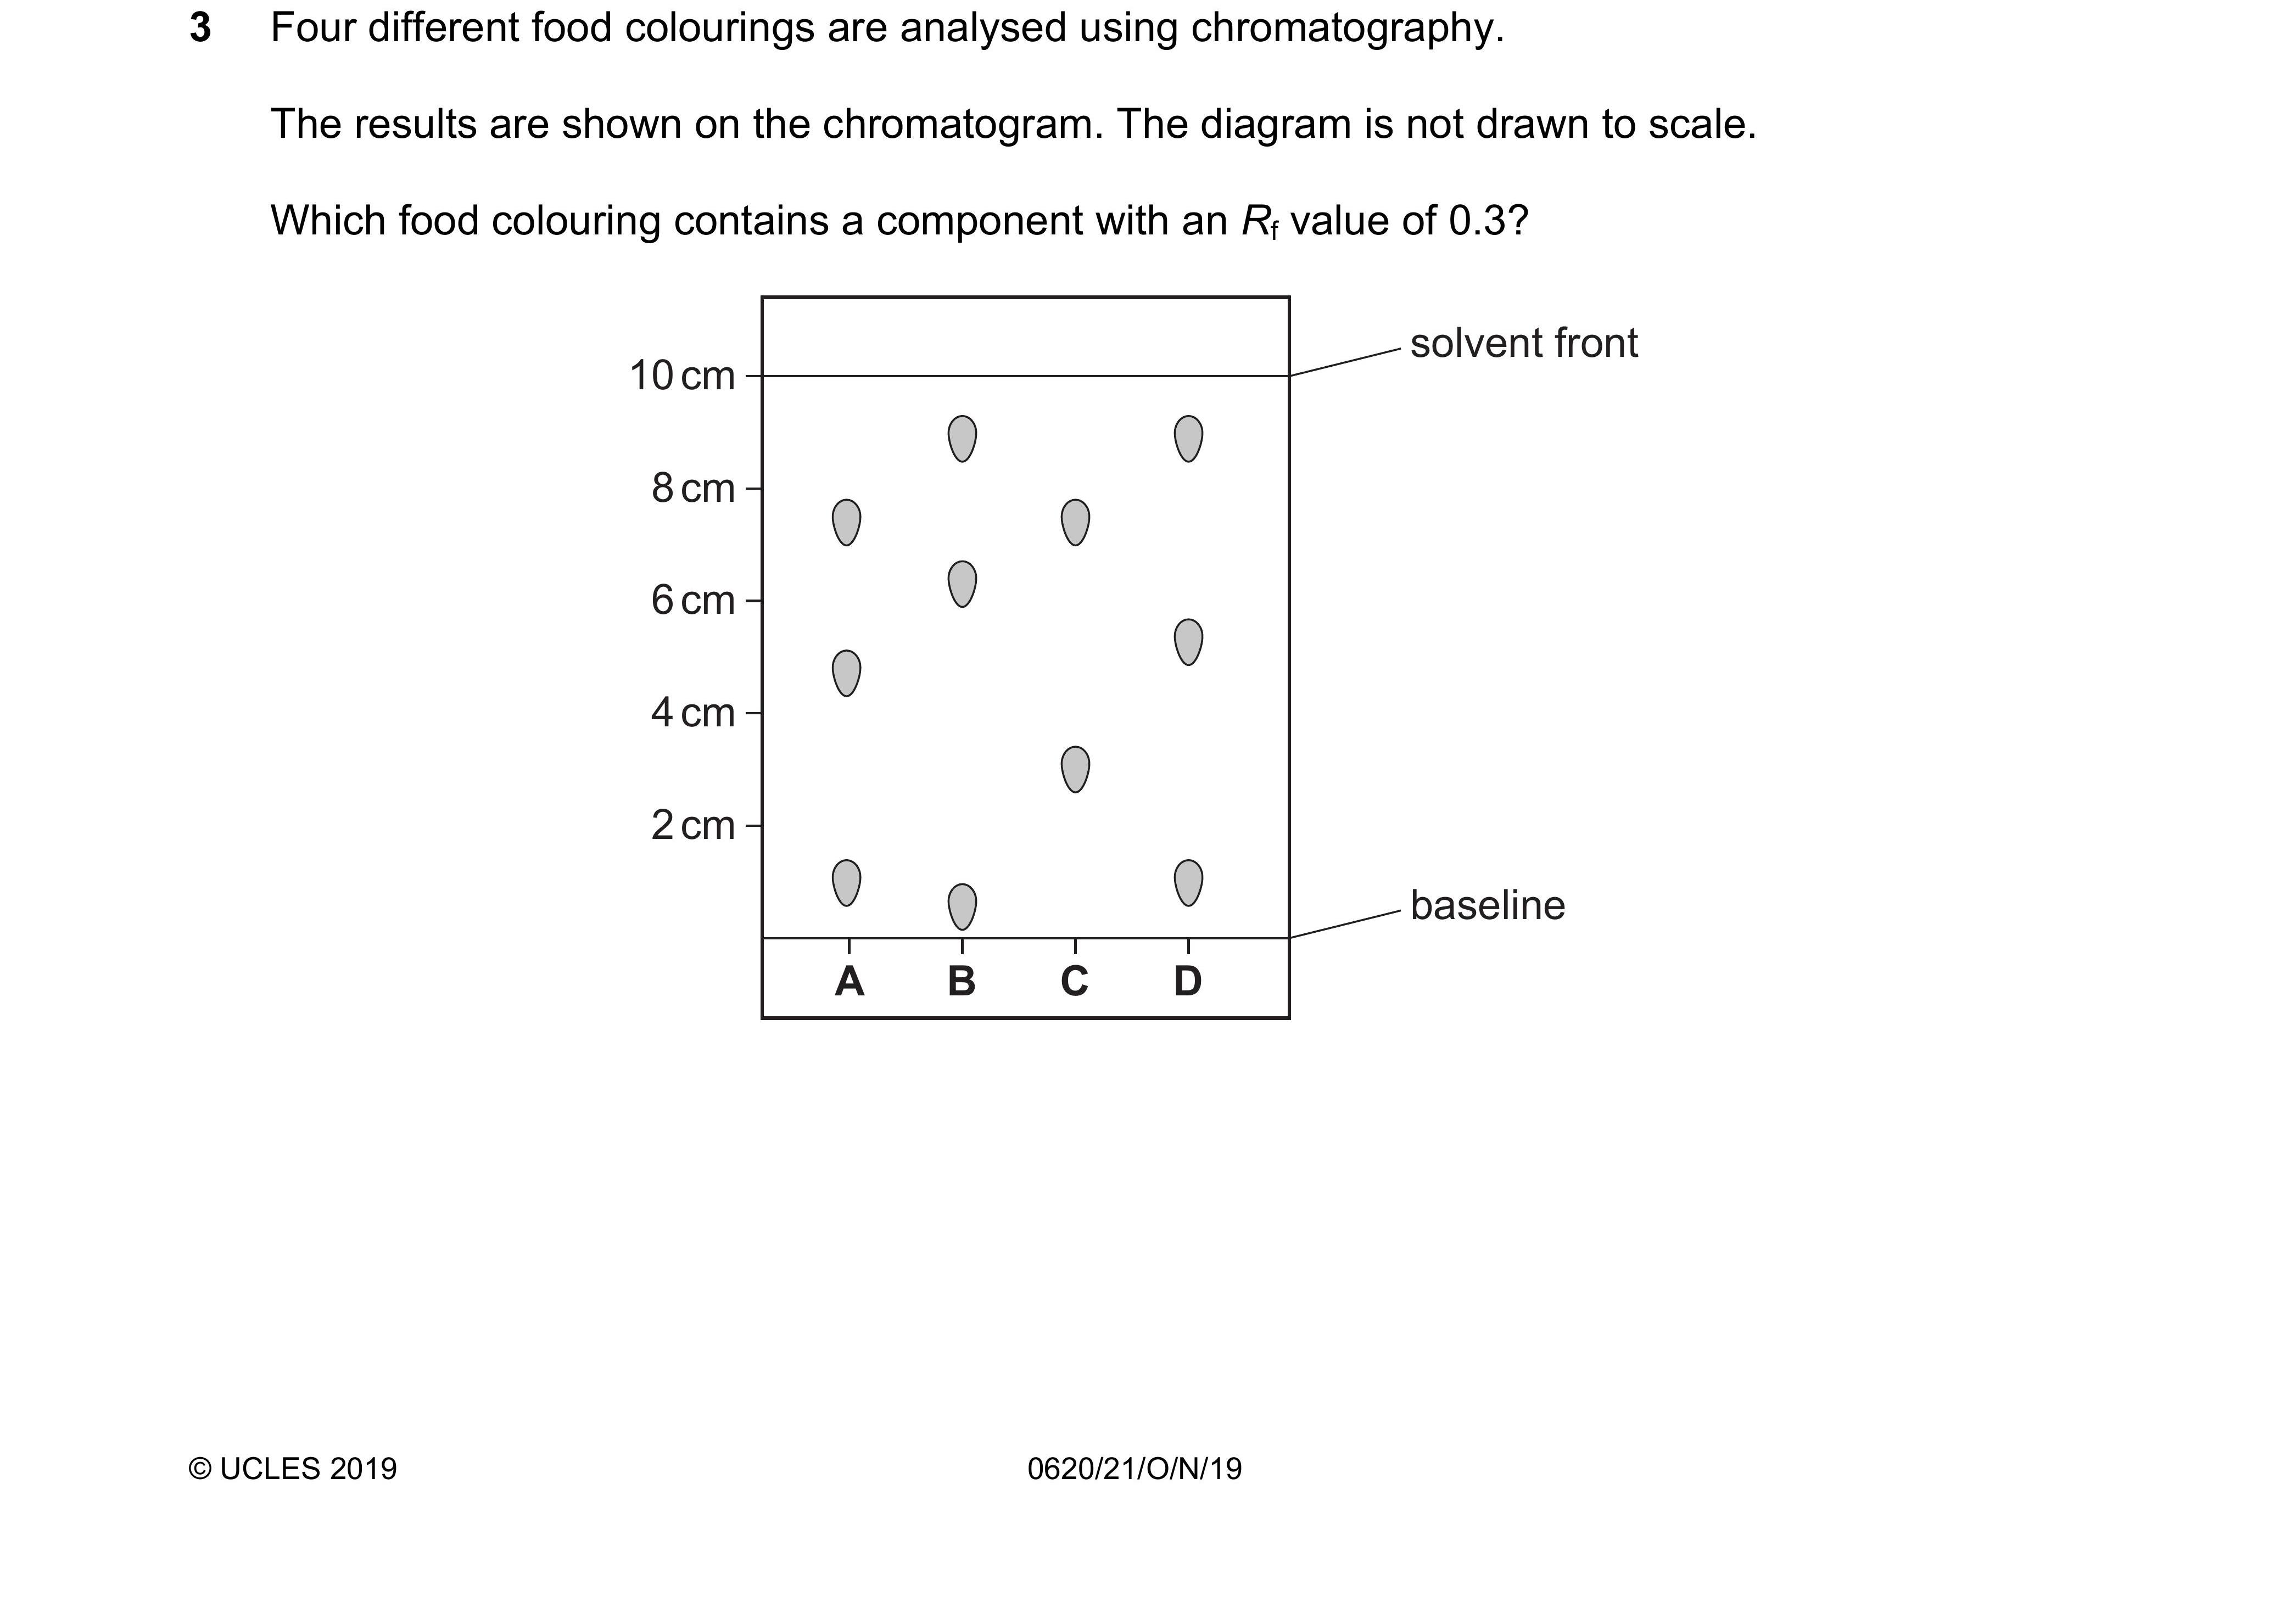 3 Four different food colourings are analysed using chromatography.
The results are shown on the chromatogram. The diagram is not drawn to scale.
Which food colouring contains a component with an Rf value of 0.3?
solvent front
10 cm
8 cm
6 cm
4 cm
2 cm
baseline
A B C D
© UCLES 2019 0620/21/O/N/19